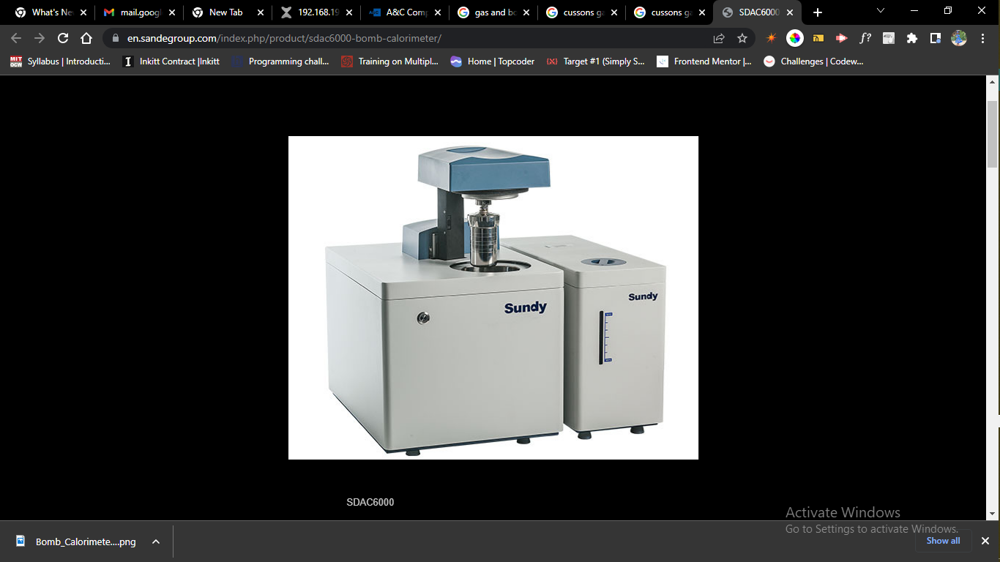 What's Ne
mail.googl
New Tab
192.168.19
A&C Comp
gas and bo
cussons ga
cussons ga
SDAC6000
en.sandegroup.com/index.php/product/sdac6000-bomb-calorimeter/
Syllabus | Introducti...
Inkitt Contract |Inkitt
Programming chall...
Training on Multipl...
Home | Topcoder
Target #1 (Simply S...
Frontend Mentor |...
Challenges | Codew...
Sundy
Sundy
SDAC6000
Activate Windows
Go to Settings to activate Windows.
Bomb_Calorimete....png
Show all